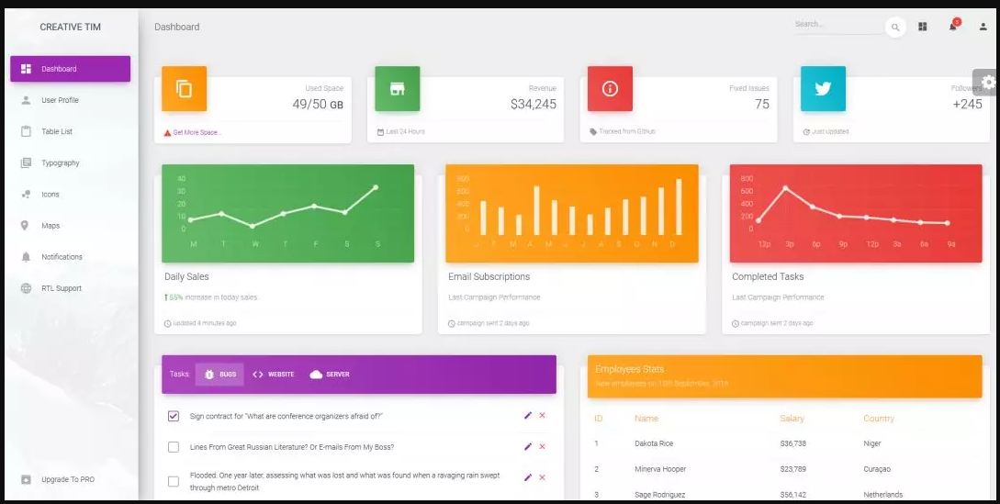 CREATIVE TIM
Dashboard
User Profile
Table List
Typography
Icons
Maps
Notifications
RTL Support
Upgrade To PRO
Dashboard
Search...
5
Used Space
49/50 GB
Get More Space...
Revenue
$34,245
Last 24 Hours
Fixed Issues
75
Tracked from Github
Followers
+245
Just Updated
40
30
20
10
0
M T W T F S S
Daily Sales
55% increase in today sales.
updated 4 minutes ago
800
600
400
200
0
J F M A M J J A S O N D
Email Subscriptions
Last Campaign Performance
campaign sent 2 days ago
800
600
400
200
0
12p 3p 6p 9p 12p 3a 6a 9a
Completed Tasks
Last Campaign Performance
campaign sent 2 days ago
Tasks: BUGS WEBSITE SERVER
Sign contract for "What are conference organizers afraid of?"
Lines From Great Russian Literature? Or E-mails From My Boss?
Flooded: One year later, assessing what was lost and what was found when a ravaging rain swept
through metro Detroit
Employees Stats
New employees on 15th September, 2016
ID Name Salary Country
1 Dakota Rice $36,738 Niger
2 Minerva Hooper $23,789 Curaçao
3 Sage Rodriguez $56,142 Netherlands